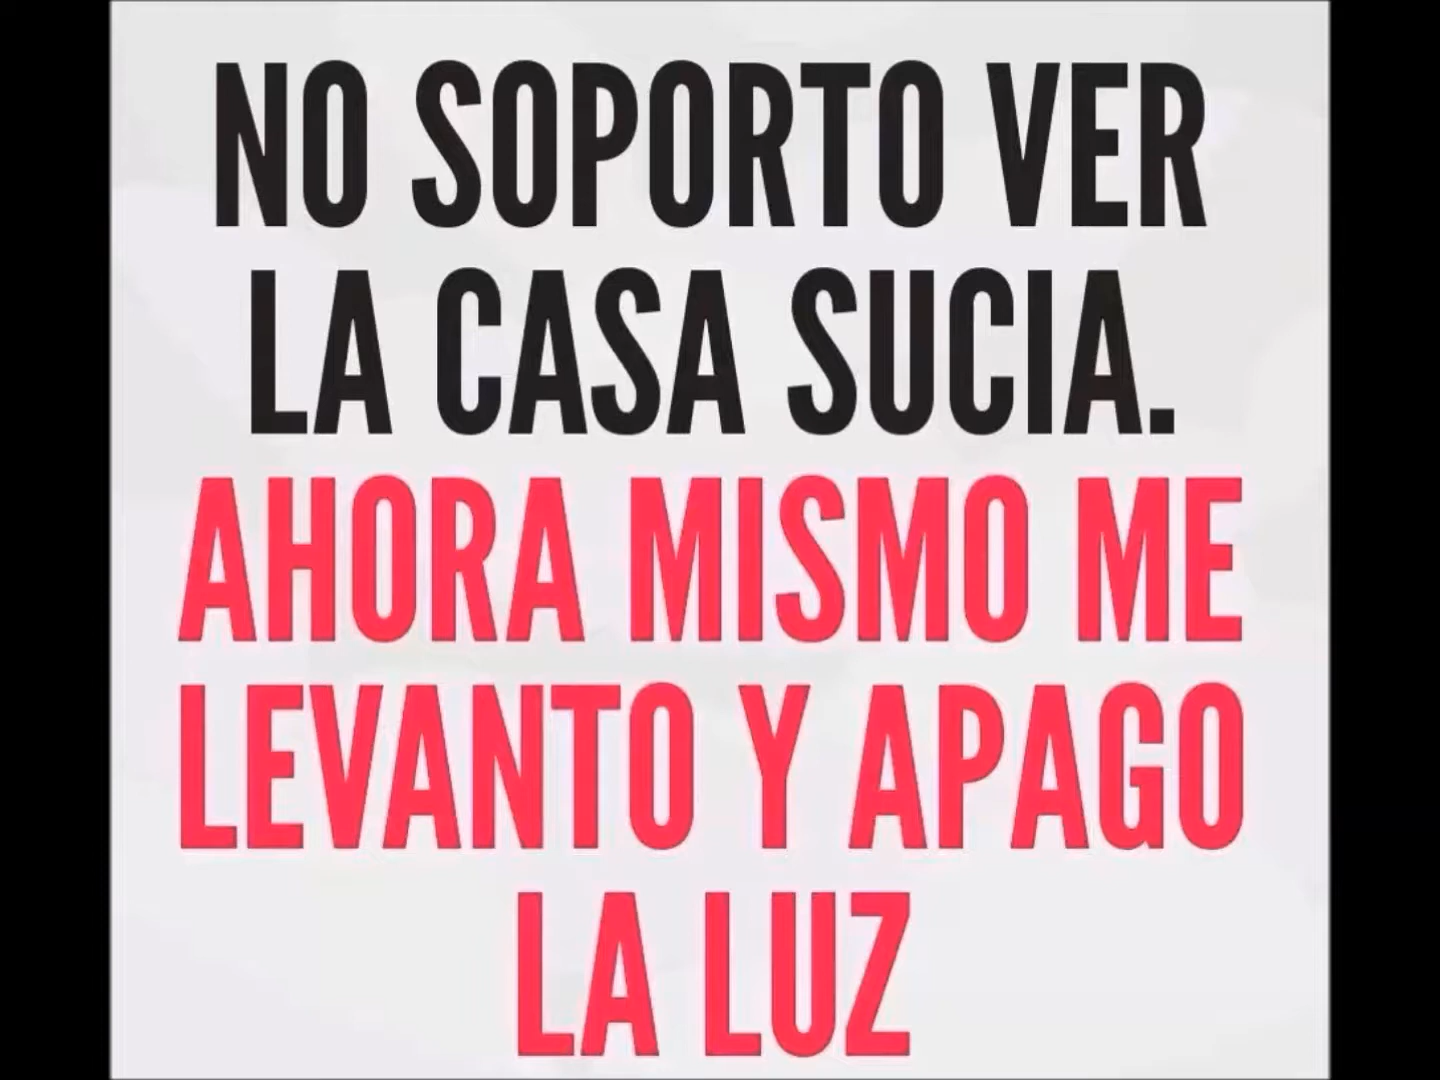 NO SOPORTO VER
LA CASA SUCIA.
AHORA MISMO ME
LEVANTO Y APAGO
LA LUZ